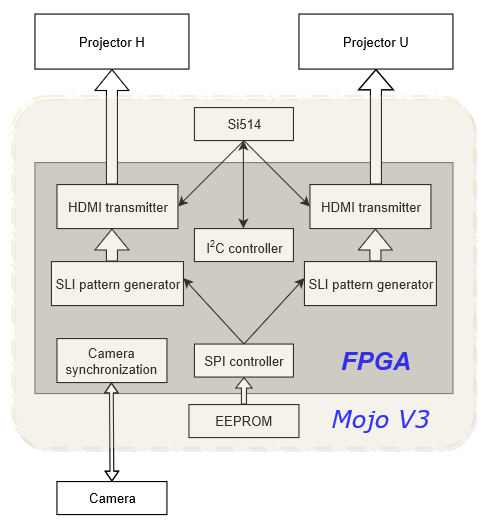 Projector H
Projector U
Si514
HDMI transmitter
HDMI transmitter
I²C controller
SLI pattern generator
SLI pattern generator
Camera
synchronization
SPI controller
FPGA
EEPROM
Mojo V3
Camera